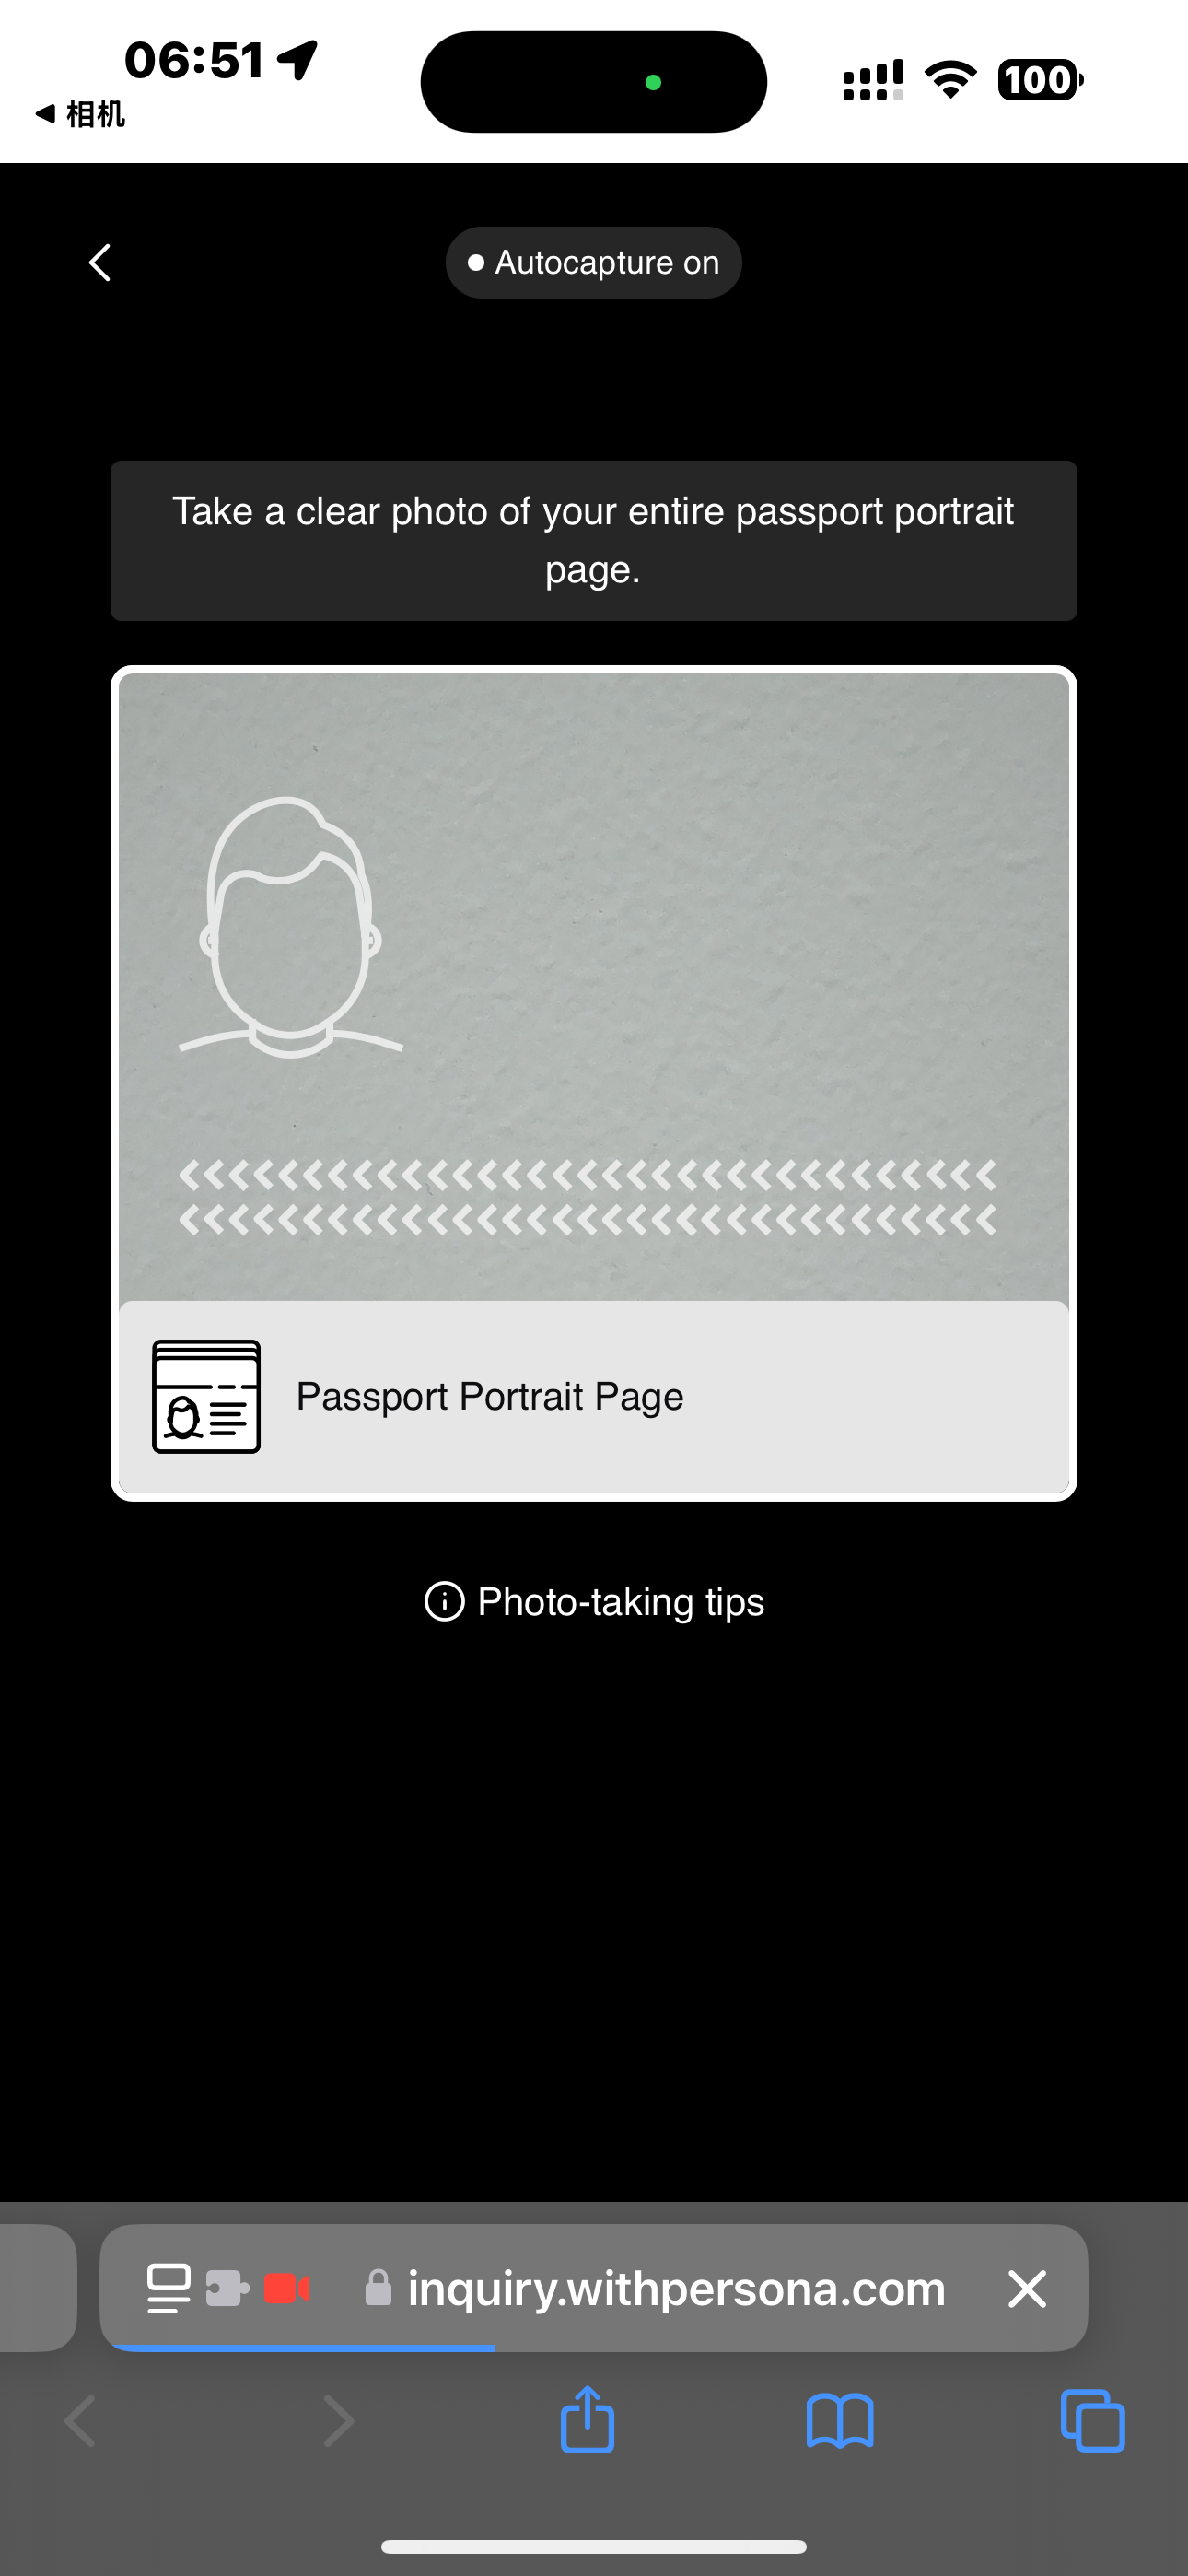 06:51
100
◀ 相机
Autocapture on
Take a clear photo of your entire passport portrait
page.
Passport Portrait Page
Photo-taking tips
inquiry.withpersona.com